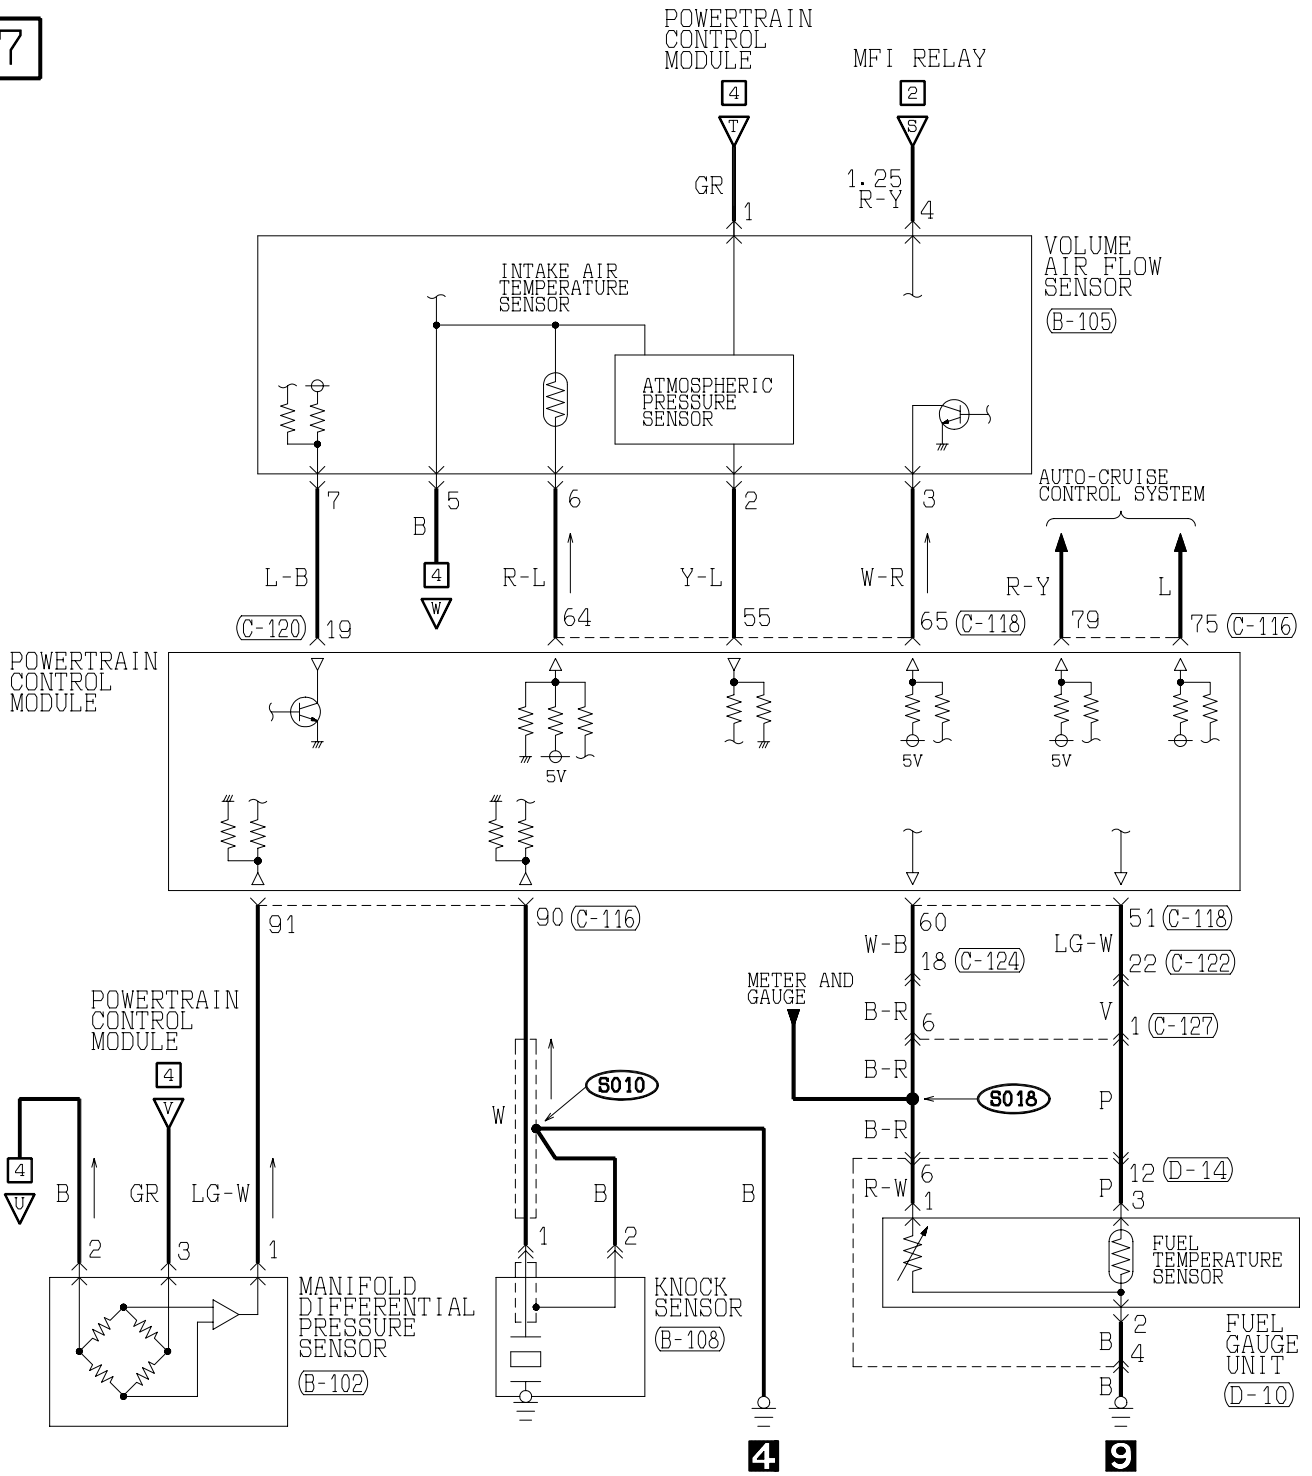 7
POWERTRAIN
CONTROL
MODULE
MFI RELAY
4
2
T
S
GR
1.25
R-Y
1
4
VOLUME
AIR FLOW
SENSOR
B-105
INTAKE AIR
TEMPERATURE
SENSOR
ATMOSPHERIC
PRESSURE
SENSOR
7
5
6
2
3
AUTO-CRUISE
CONTROL SYSTEM
B
4
W
L-B
R-L
Y-L
W-R
R-Y
L
C-120
19
64
55
65
C-118
79
75
C-116
POWERTRAIN
CONTROL
MODULE
5V
5V
5V
91
90
C-116
60
51
C-118
W-B
LG-W
18
C-124
22
C-122
METER AND
GAUGE
B-R
6
V
1
C-127
POWERTRAIN
CONTROL
MODULE
4
V
B-R
S010
S018
W
P
B-R
4
U
B
GR
LG-W
B
B
6
12
D-14
R-W
1
P
3
2
3
1
1
2
FUEL
TEMPERATURE
SENSOR
MANIFOLD
DIFFERENTIAL
PRESSURE
SENSOR
B-102
KNOCK
SENSOR
B-108
2
B
4
B
FUEL
GAUGE
UNIT
D-10
4
9